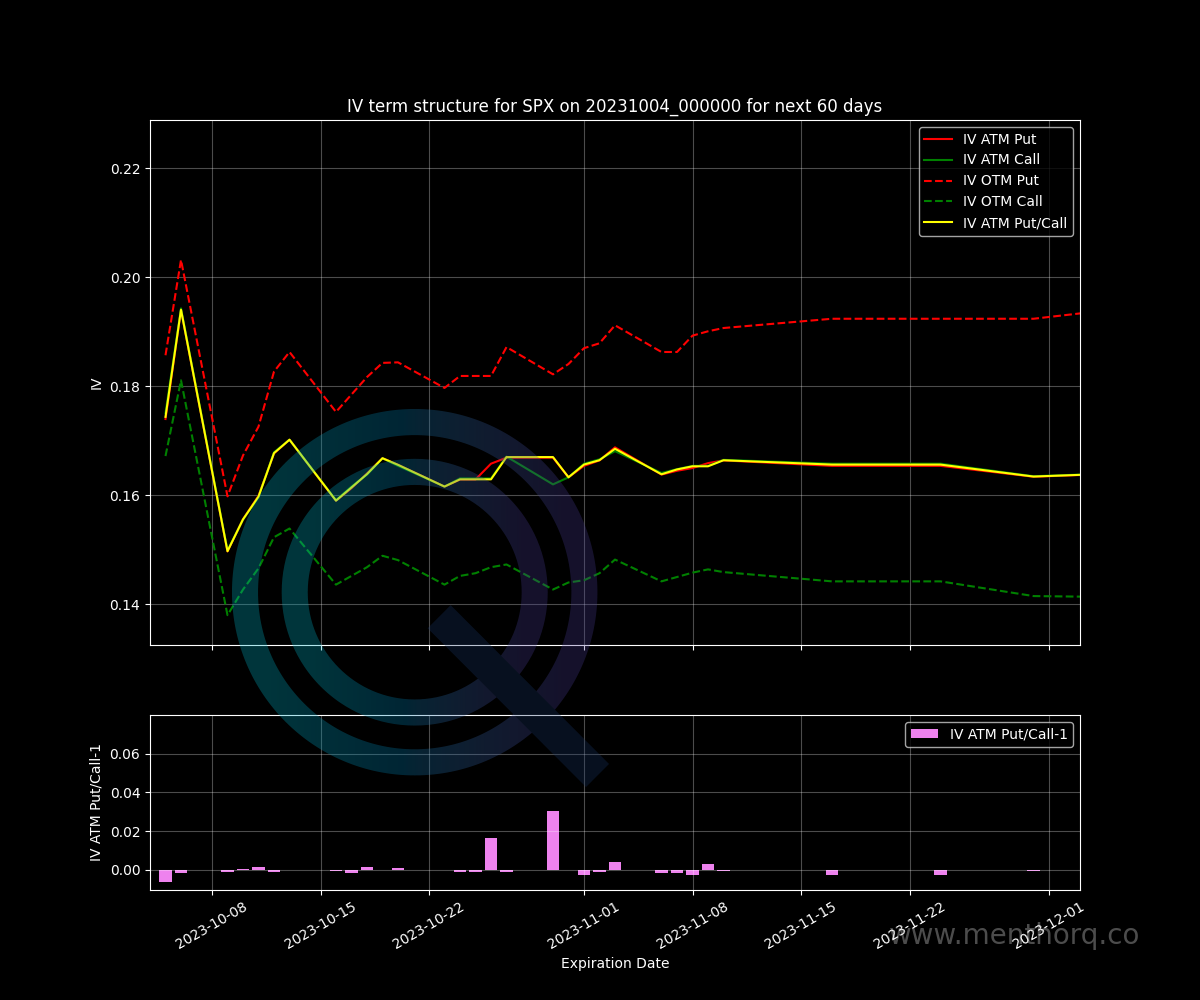 IV term structure for SPX on 20231004_000000 for next 60 days
IV ATM Put
IV ATM Call
IV OTM Put
IV OTM Call
IV ATM Put/Call
0.22
0.20
0.18
0.16
0.14
IV
IV ATM Put/Call-1
0.06
0.04
0.02
0.00
IV ATM Put/Call-1
2023-10-08
2023-10-15
2023-10-22
2023-11-01
2023-11-08
2023-11-15
2023-11-22
2023-12-01
www.menthorq.co
Expiration Date